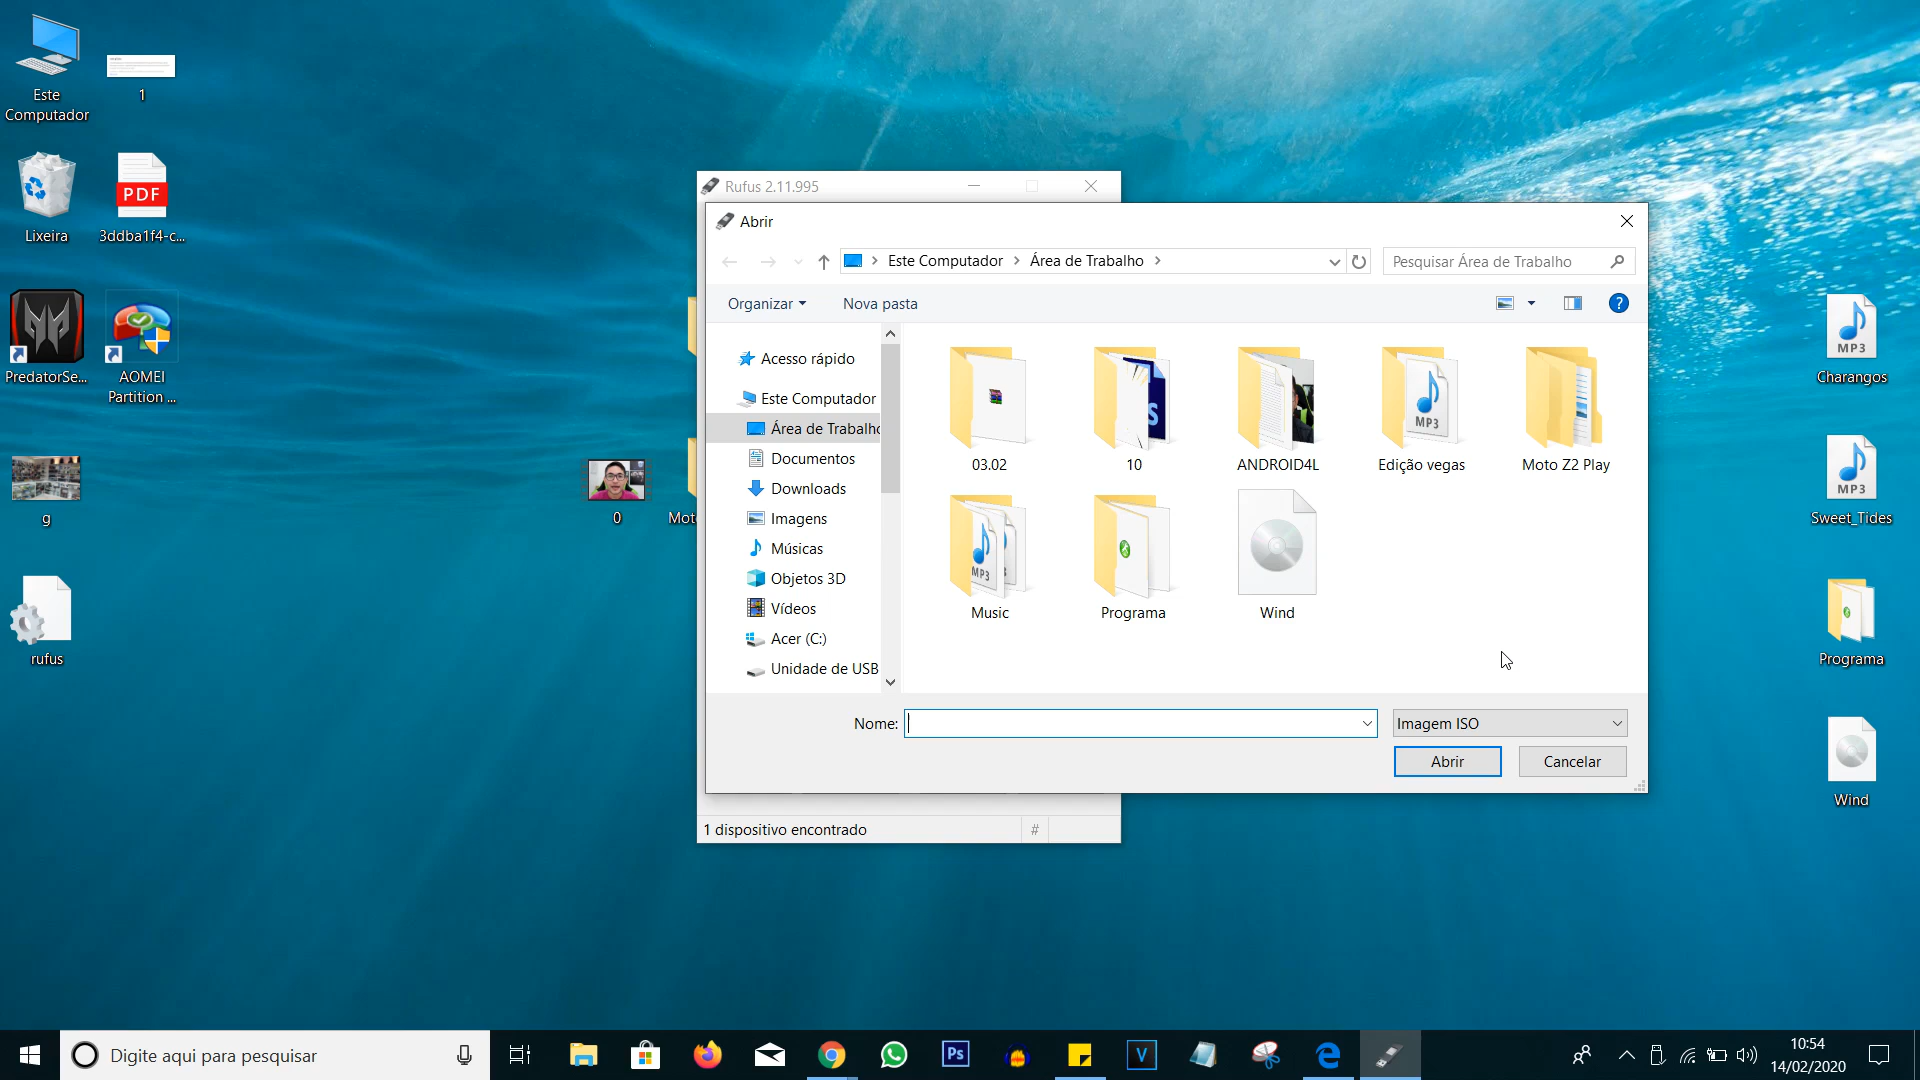 Este
Computador
1
Lixeira
PDF
3ddba1f4-c...
PredatorSe...
AOMEI
Partition ...
g
rufus
0
Mot
Rufus 2.11.995
Abrir
Este Computador
Área de Trabalho
Pesquisar Área de Trabalho
Organizar
Nova pasta
?
Acesso rápido
Este Computador
Área de Trabalho
Documentos
Downloads
Imagens
Músicas
Objetos 3D
Vídeos
Acer (C:)
Unidade de USB
03.02
10
ANDROID4L
MP3
Edição vegas
Moto Z2 Play
MP3
Music
Programa
Wind
Nome:
Imagem ISO
Abrir
Cancelar
1 dispositivo encontrado
#
MP3
Charangos
MP3
Sweet_Tides
Programa
Wind
Digite aqui para pesquisar
Ps
V
10:54
14/02/2020